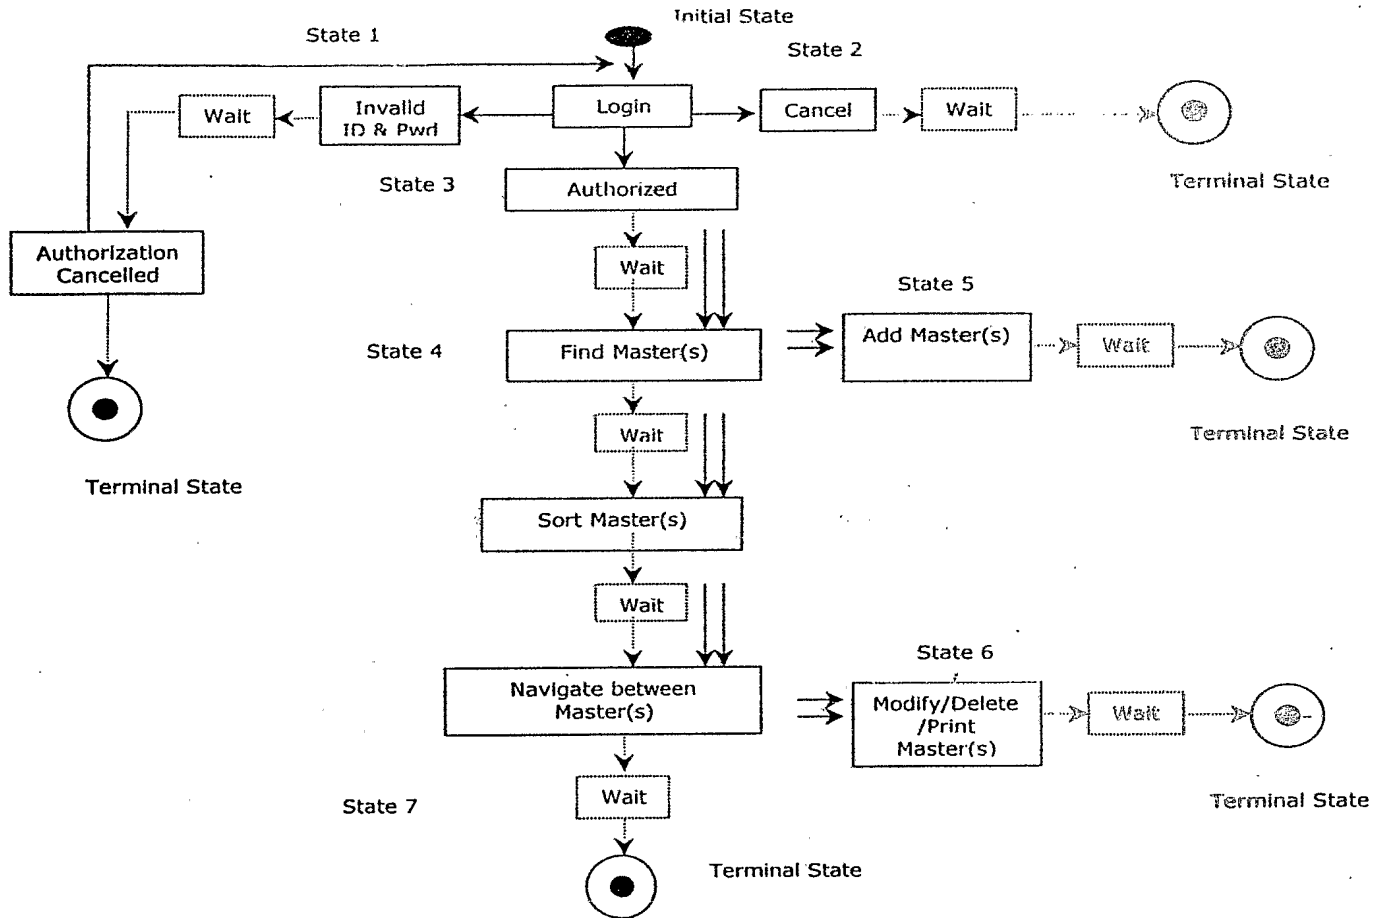 Initial State
State 1
State 2
Wait
Invalid
ID & Pwd
Login
Cancel
Wait
State 3
Authorized
Terminal State
Authorization
Cancelled
Wait
State 5
State 4
Find Master(s)
Add Master(s)
Wait
Terminal State
Wait
Terminal State
Sort Master(s)
Wait
State 6
Navigate between
Master(s)
Modify/Delete
/Print
Master(s)
Wait
State 7
Wait
Terminal State
Terminal State